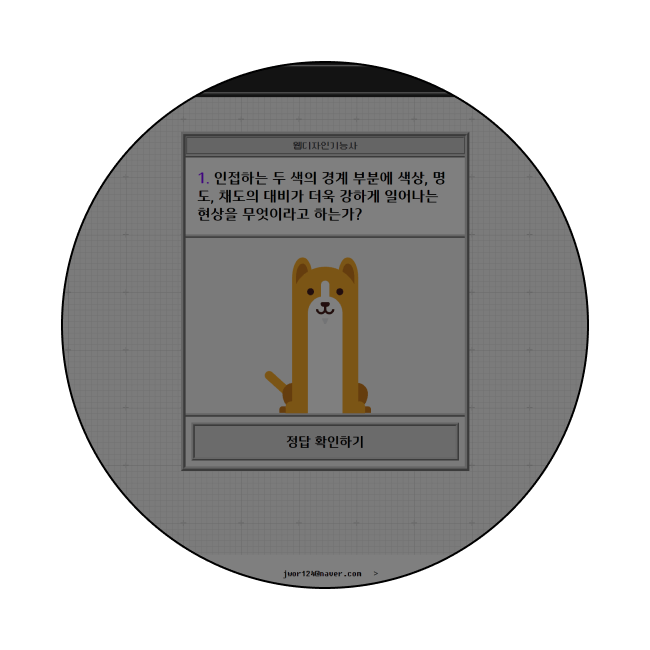 웹디자인기능사
1. 인접하는 두 색의 경계 부분에 색상, 명
도, 채도의 대비가 더욱 강하게 일어나는
현상을 무엇이라고 하는가?
정답 확인하기
jwor124@naver.com >